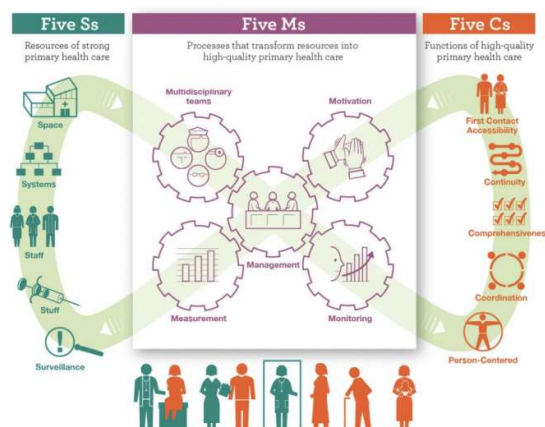 Five Ss
Resources of strong
primary health care
Space
Systems
Staff
Stuff
Surveillance
Five Ms
Processes that transform resources into
high-quality primary health care
Multidisciplinary
teams
Motivation
Management
Measurement
Monitoring
Five Cs
Functions of high-quality
primary health care
First Contact
Accessibility
Continuity
Comprehensivenes
Coordination
Person-Centered